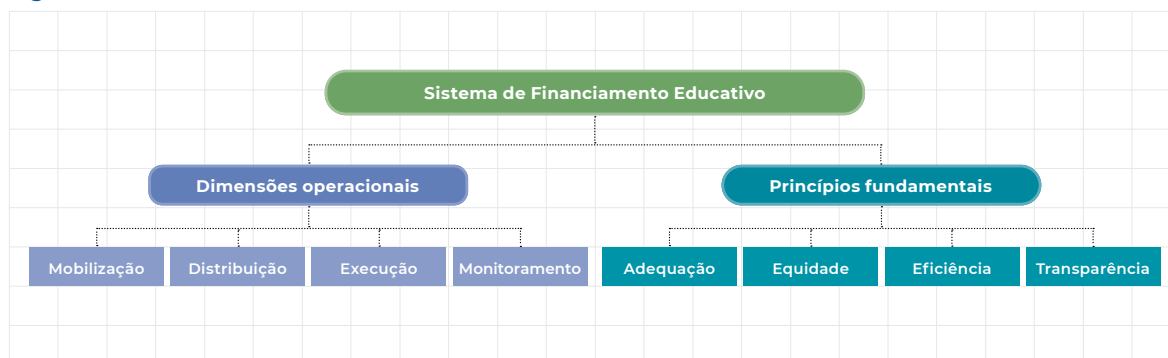 Sistema de Financiamento Educativo
Dimensões operacionais
Princípios fundamentais
Mobilização
Distribuição
Execução
Monitoramento
Adequação
Equidade
Eficiência
Transparência